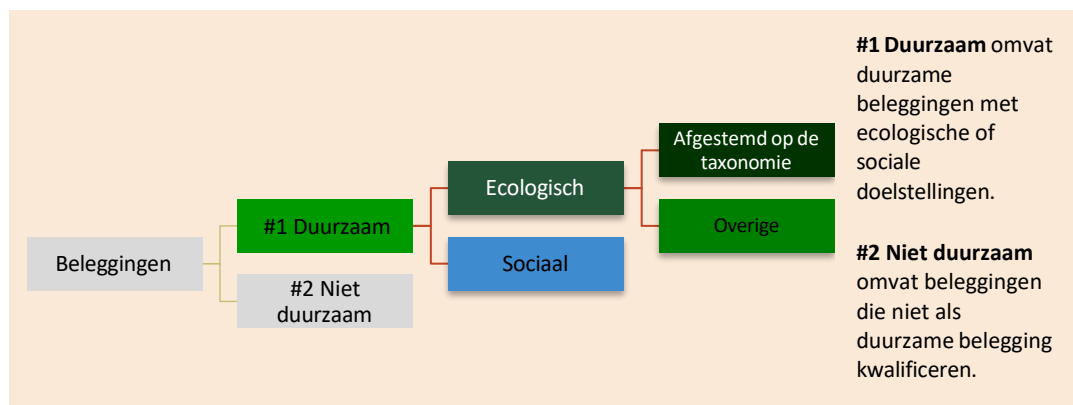 Beleggingen
#1 Duurzaam
#2 Niet
duurzaam
Ecologisch
Sociaal
Afgestemd op de
taxonomie
Overige
#1 Duurzaam omvat
duurzame
beleggingen met
ecologische of
sociale
doelstellingen.
#2 Niet duurzaam
omvat beleggingen
die niet als
duurzame belegging
kwalificeren.